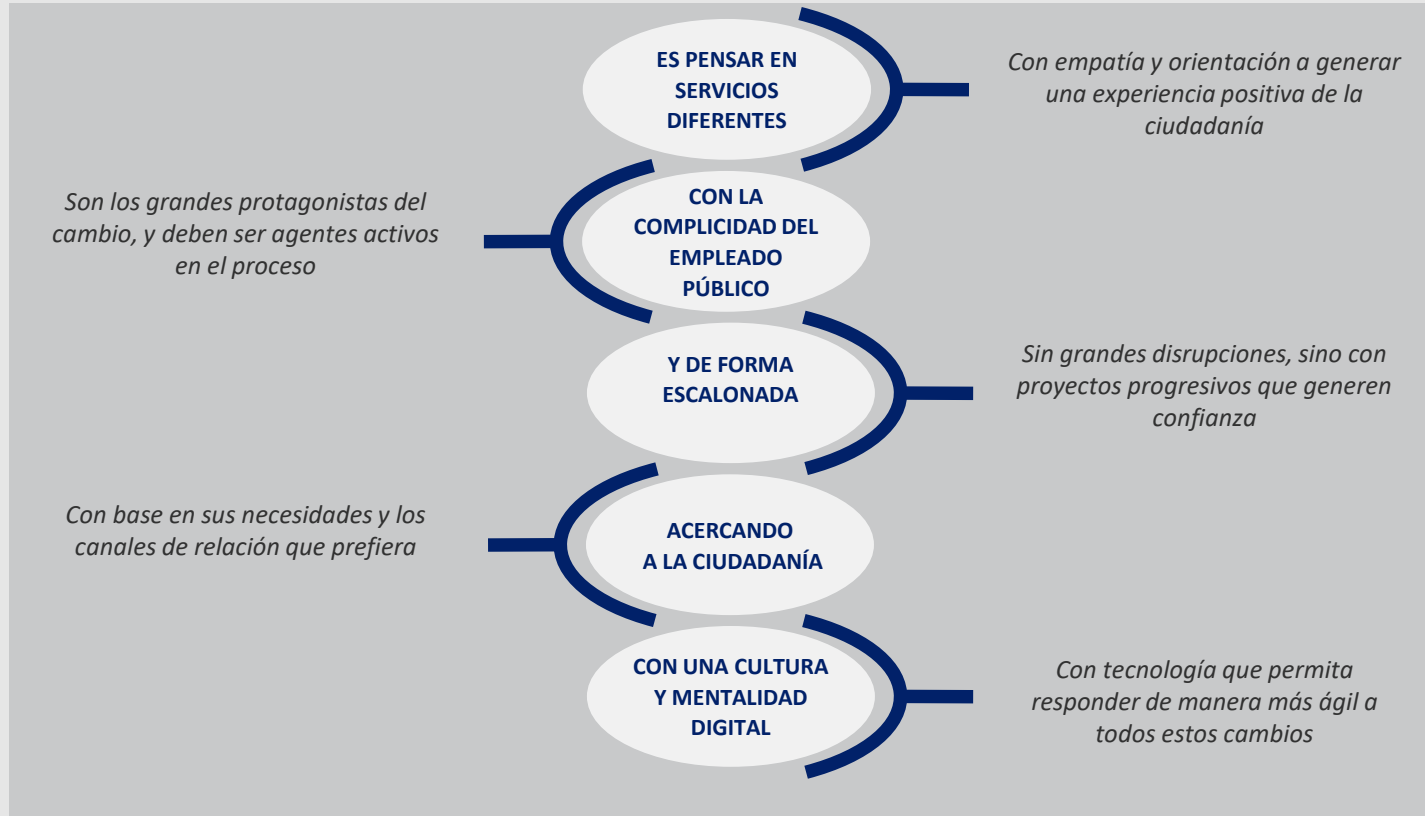 ES PENSAR EN
SERVICIOS
DIFERENTES
Con empatía y orientación a generar
una experiencia positiva de la
ciudadanía
CON LA
COMPLICIDAD DEL
EMPLEADO
PÚBLICO
Son los grandes protagonistas del
cambio, y deben ser agentes activos
en el proceso
Y DE FORMA
ESCALONADA
Sin grandes disrupciones, sino con
proyectos progresivos que generen
confianza
ACERCANDO
A LA CIUDADANÍA
Con base en sus necesidades y los
canales de relación que prefiera
CON UNA CULTURA
Y MENTALIDAD
DIGITAL
Con tecnología que permita
responder de manera más ágil a
todos estos cambios